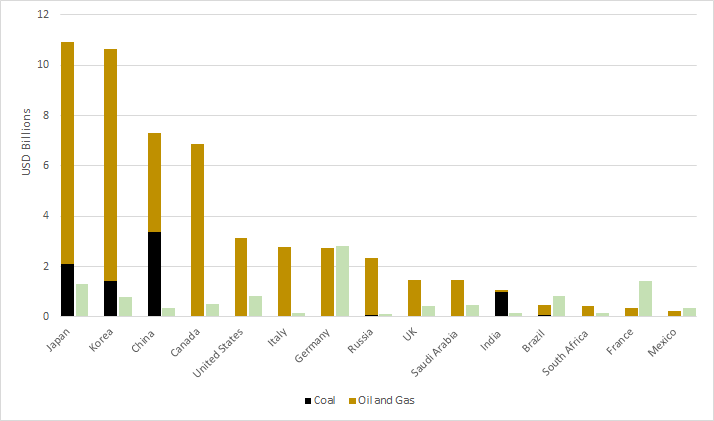 12
10
8
6
4
2
0
USD Billions
Japan
Korea
China
Canada
United States
Italy
Germany
Russia
UK
Saudi Arabia
India
Brazil
South Africa
France
Mexico
Coal
Oil and Gas